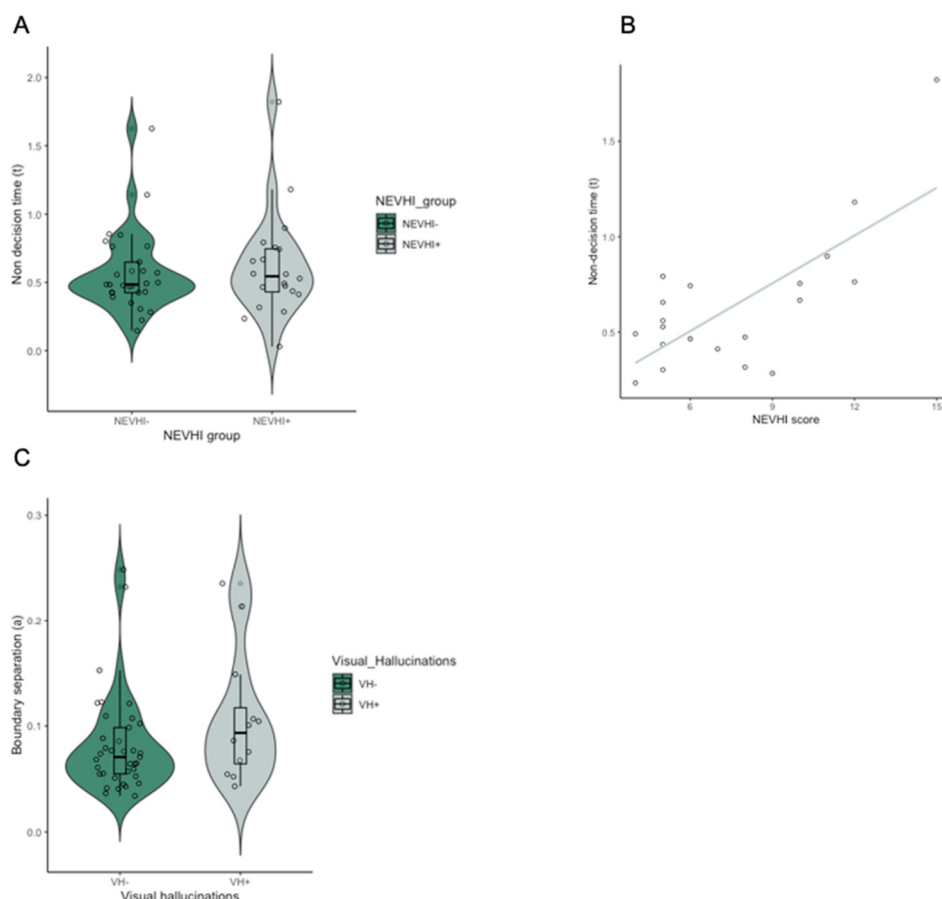 A
Non decision time (t)
2.0
1.5
1.0
0.5
0.0
NEVHI-
NEVHI+
NEVHI group
NEVHI_group
NEVHI-
NEVHI+
B
Non-decision time (t)
1.5
1.0
0.5
6
9
12
15
NEVHI score
C
Boundary separation (a)
0.3
0.2
0.1
0.0
VH-
VH+
Visual hallucinations
Visual_Hallucinations
VH-
VH+